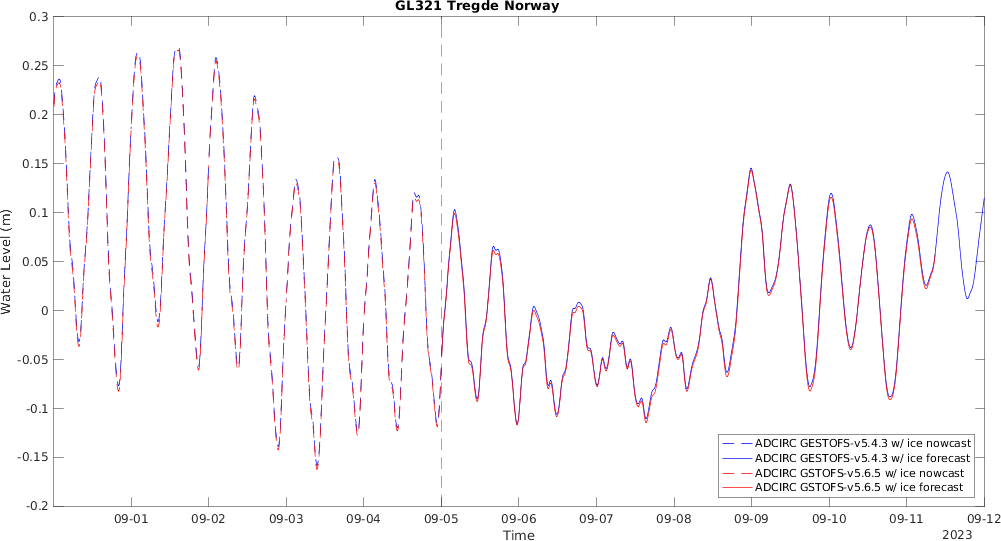 GL321 Tregde Norway
0.3
0.25
0.2
0.15
0.1
0.05
0
-0.05
-0.1
-0.15
-0.2
Water Level (m)
ADCIRC GESTOFS-v5.4.3 w/ ice nowcast
ADCIRC GESTOFS-v5.4.3 w/ ice forecast
ADCIRC GSTOFS-v5.6.5 w/ ice nowcast
ADCIRC GSTOFS-v5.6.5 w/ ice forecast
09-01 09-02 09-03 09-04 09-05 09-06 09-07 09-08 09-09 09-10 09-11 09-12
Time
2023